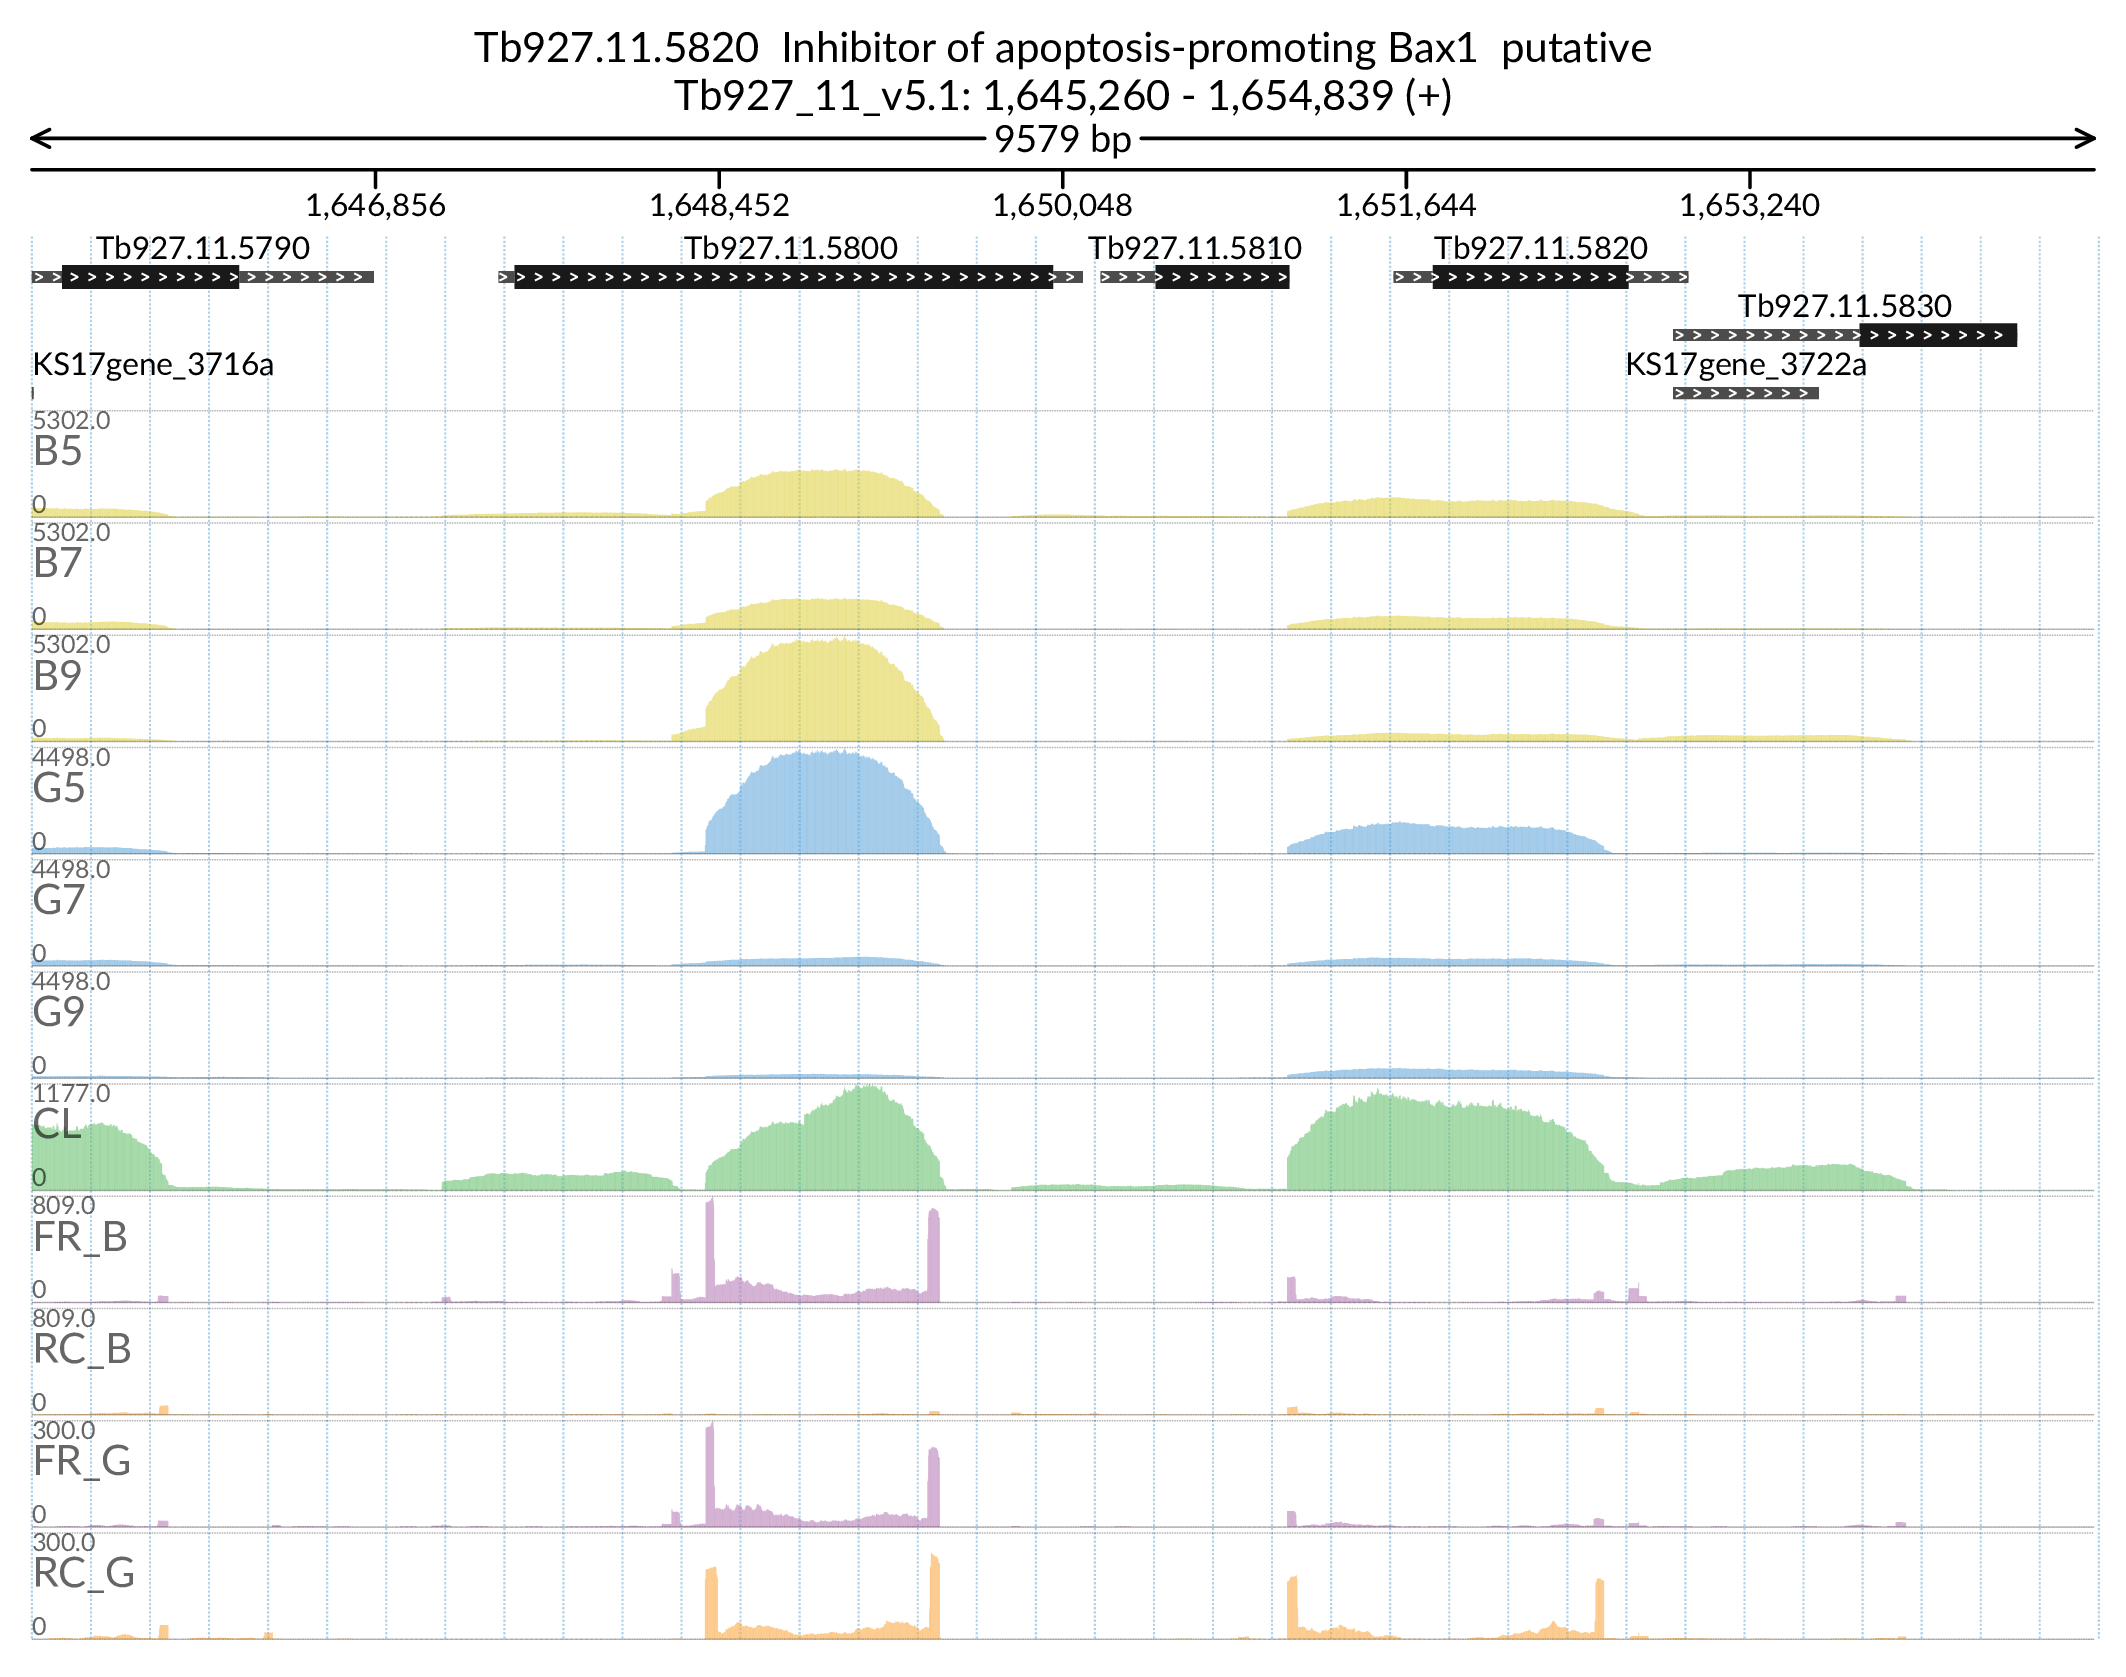 Tb927.11.5820  Inhibitor of apoptosis-promoting Bax1  putative
Tb927_11_v5.1: 1,645,260 - 1,654,839 (+)
9579 bp
1,646,856 1,648,452 1,650,048 1,651,644 1,653,240
Tb927.11.5790 Tb927.11.5800 Tb927.11.5810 Tb927.11.5820
Tb927.11.5830
KS17gene_3716a KS17gene_3722a
5302.0
B5
0
5302.0
B7
0
5302.0
B9
0
4498.0
G5
0
4498.0
G7
0
4498.0
G9
0
1177.0
CL
0
809.0
FR_B
0
809.0
RC_B
0
300.0
FR_G
0
300.0
RC_G
0